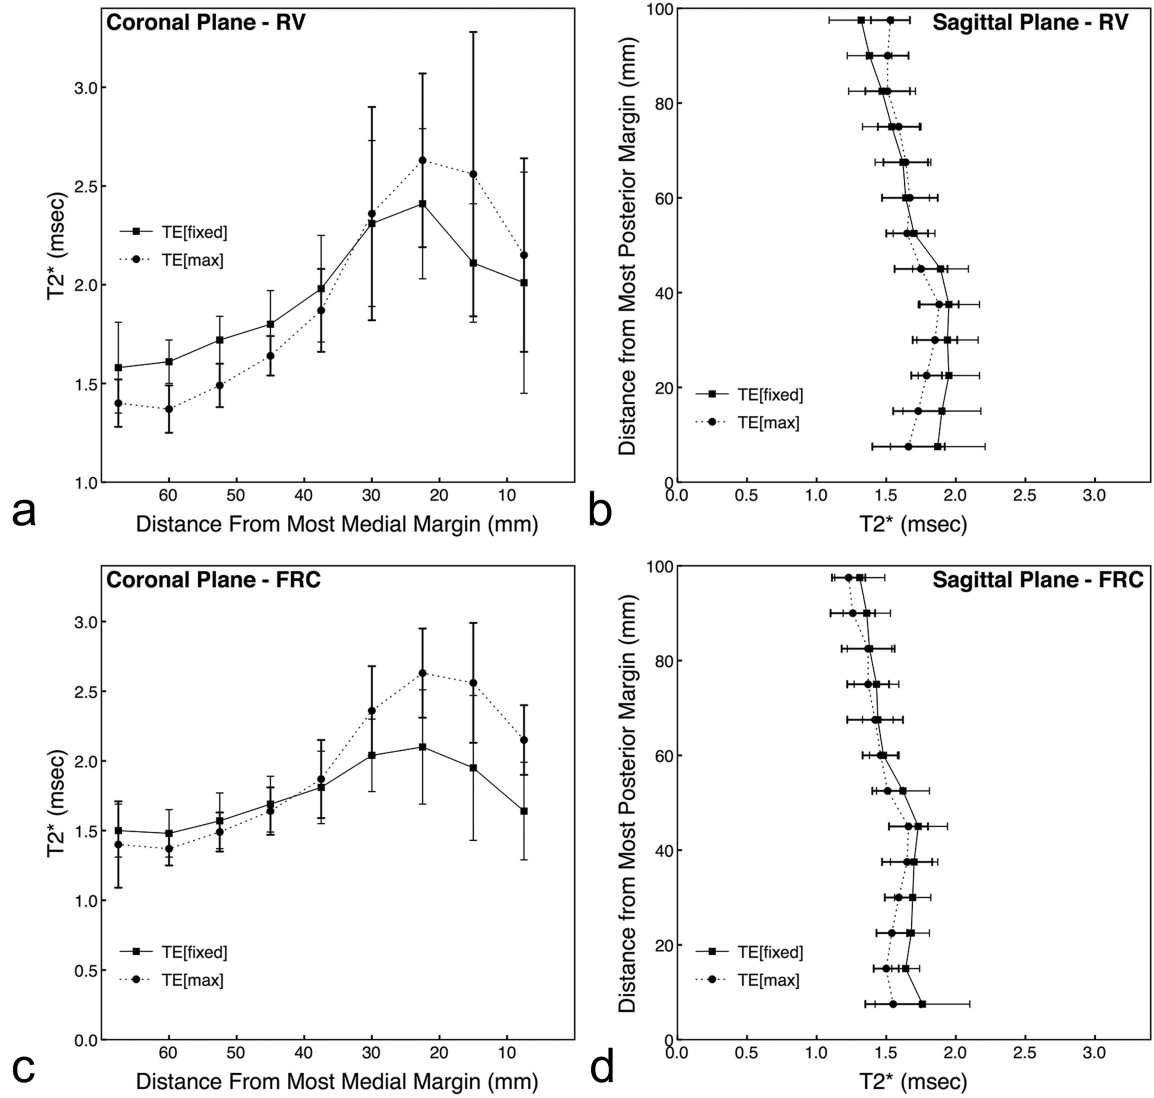 Coronal Plane - RV
3.0
2.5
2.0
1.5
1.0
T2* (msec)
TE[fixed]
TE[max]
60 50 40 30 20 10
Distance From Most Medial Margin (mm)
a
Sagittal Plane - RV
100
80
60
40
20
0
Distance from Most Posterior Margin (mm)
TE[fixed]
TE[max]
0.0 0.5 1.0 1.5 2.0 2.5 3.0
T2* (msec)
b
Coronal Plane - FRC
3.0
2.5
2.0
1.5
1.0
0.5
0.0
T2* (msec)
TE[fixed]
TE[max]
60 50 40 30 20 10
Distance From Most Medial Margin (mm)
c
Sagittal Plane - FRC
100
80
60
40
20
0
Distance from Most Posterior Margin (mm)
TE[fixed]
TE[max]
0.0 0.5 1.0 1.5 2.0 2.5 3.0
T2* (msec)
d